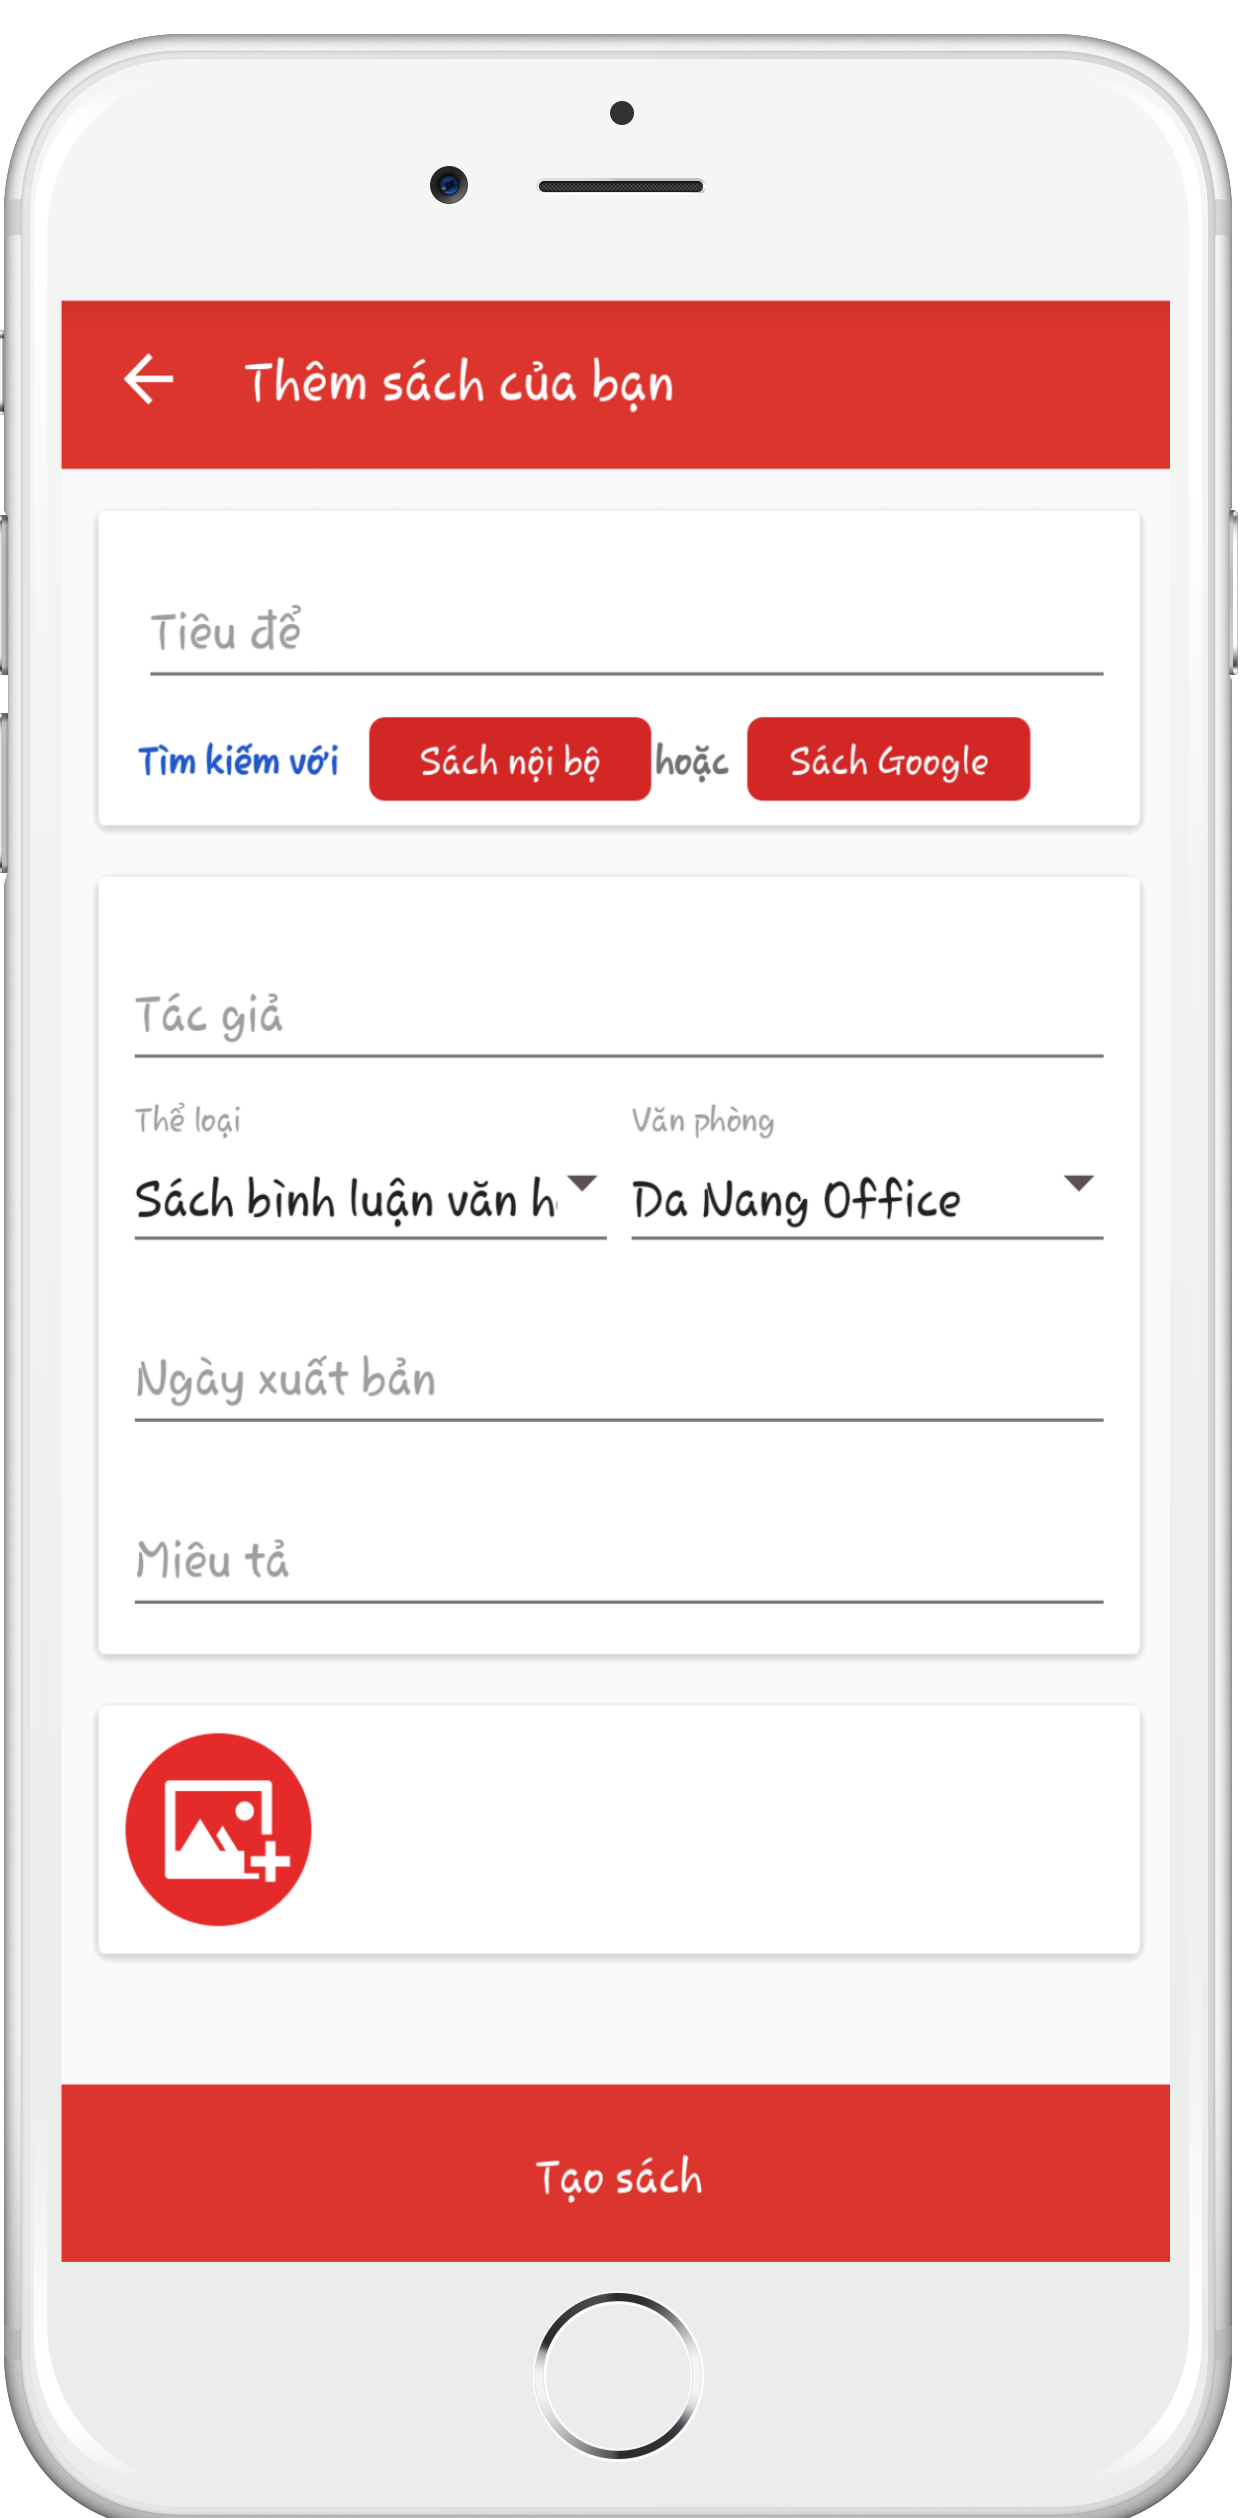 Thêm sách của bạn
Tiêu để
Tìm kiếm với Sách nội bộ hoặc Sách Google
Tác giả
Thể loại Văn phòng
Sách bình luận văn h Da Nang Office
Ngày xuất bản
Miêu tả
Tạo sách